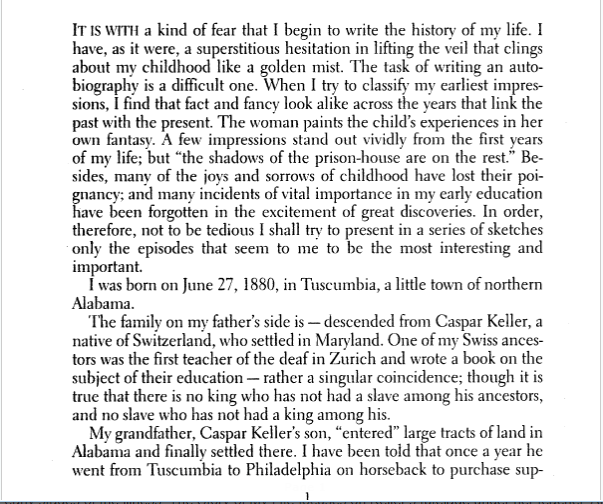 IT IS WITH a kind of fear that I begin to write the history of my life. I
have, as it were, a superstitious hesitation in lifting the veil that clings
about my childhood like a golden mist. The task of writing an auto-
biography is a difficult one. When I try to classify my earliest impres-
sions, I find that fact and fancy look alike across the years that link the
past with the present. The woman paints the child's experiences in her
own fantasy. A few impressions stand out vividly from the first years
of my life; but "the shadows of the prison-house are on the rest." Be-
sides, many of the joys and sorrows of childhood have lost their poi-
gnancy; and many incidents of vital importance in my early education
have been forgotten in the excitement of great discoveries. In order,
therefore, not to be tedious I shall try to present in a series of sketches
only the episodes that seem to me to be the most interesting and
important.
I was born on June 27, 1880, in Tuscumbia, a little town of northern
Alabama.
The family on my father's side is — descended from Caspar Keller, a
native of Switzerland, who settled in Maryland. One of my Swiss ances-
tors was the first teacher of the deaf in Zurich and wrote a book on the
subject of their education — rather a singular coincidence; though it is
true that there is no king who has not had a slave among his ancestors,
and no slave who has not had a king among his.
My grandfather, Caspar Keller's son, "entered" large tracts of land in
Alabama and finally settled there. I have been told that once a year he
went from Tuscumbia to Philadelphia on horseback to purchase sup-
1